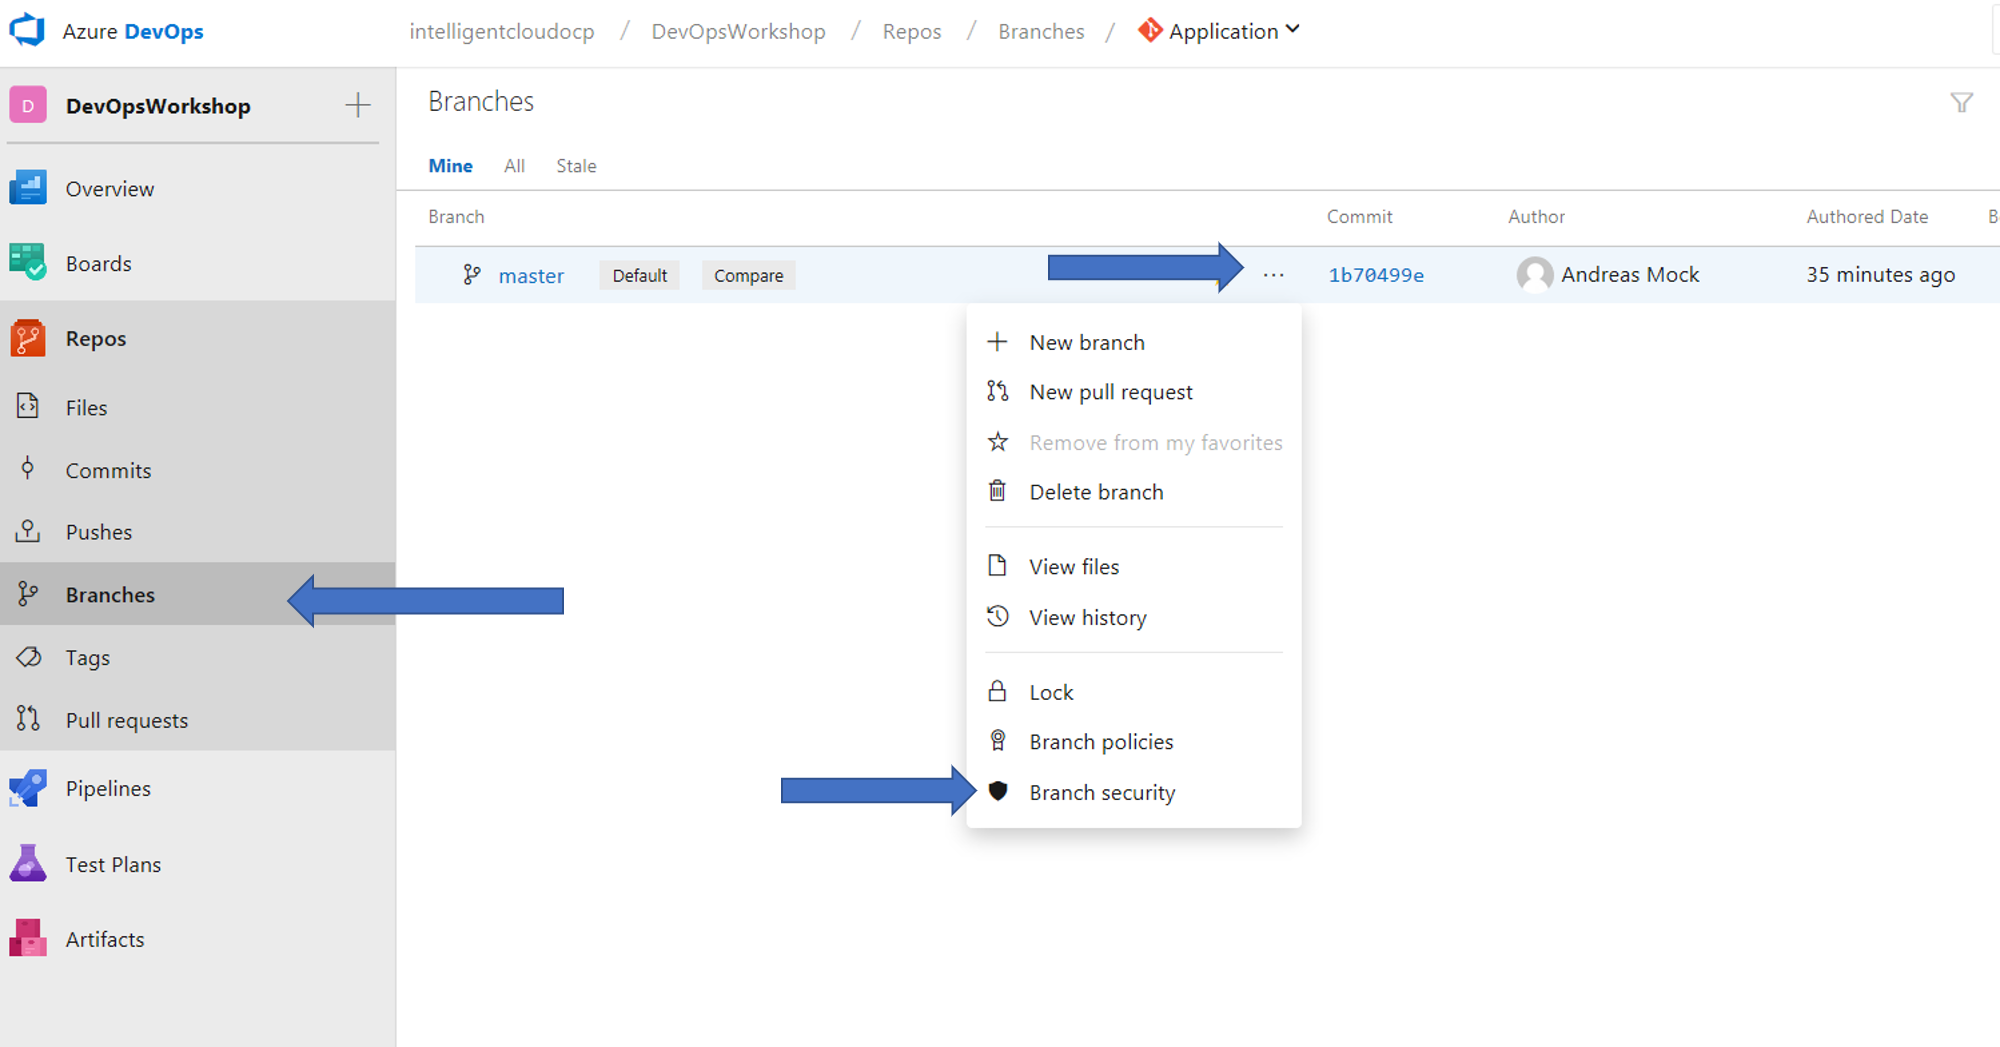 Azure DevOps
intelligentcloudocp / DevOpsWorkshop / Repos / Branches / Application
D DevOpsWorkshop
Overview
Boards
Repos
Files
Commits
Pushes
Branches
Tags
Pull requests
Pipelines
Test Plans
Artifacts
Branches
Mine All Stale
Branch Commit Author Authored Date B
master Default Compare ... 1b70499e Andreas Mock 35 minutes ago
New branch
New pull request
Remove from my favorites
Delete branch
View files
View history
Lock
Branch policies
Branch security